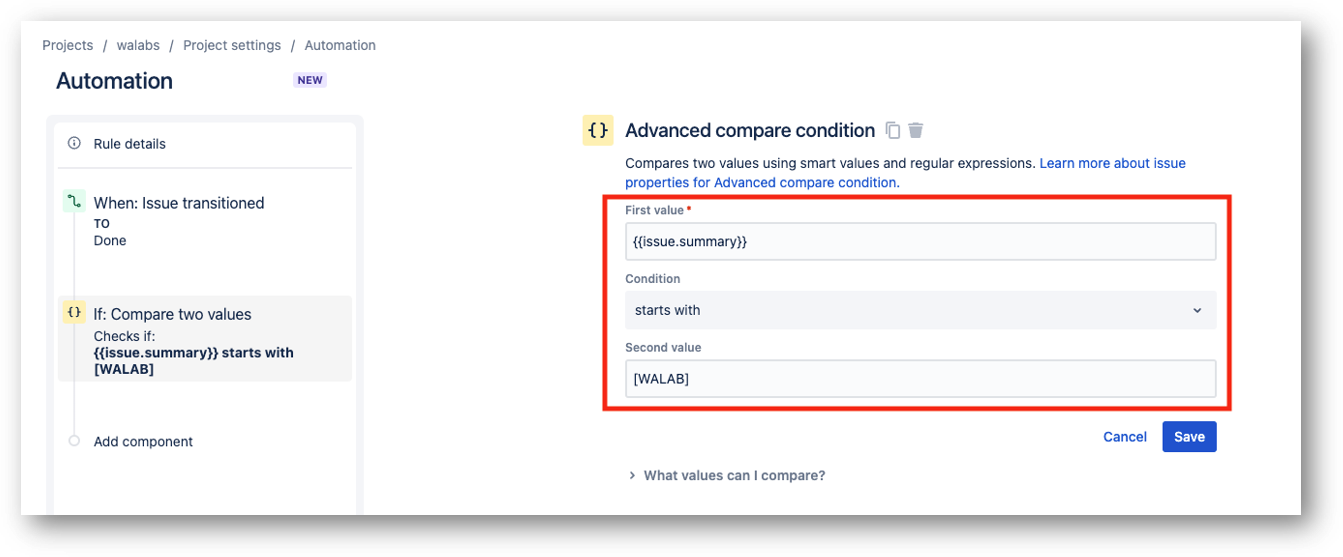 Projects / walabs / Project settings / Automation
Automation
NEW
Rule details
When: Issue transitioned
TO
Done
{} If: Compare two values
Checks if:
{{issue.summary}} starts with
[WALAB]
Add component
{} Advanced compare condition
Compares two values using smart values and regular expressions. Learn more about issue
properties for Advanced compare condition.
First value *
{{issue.summary}}
Condition
starts with
Second value
[WALAB]
Cancel
Save
What values can I compare?